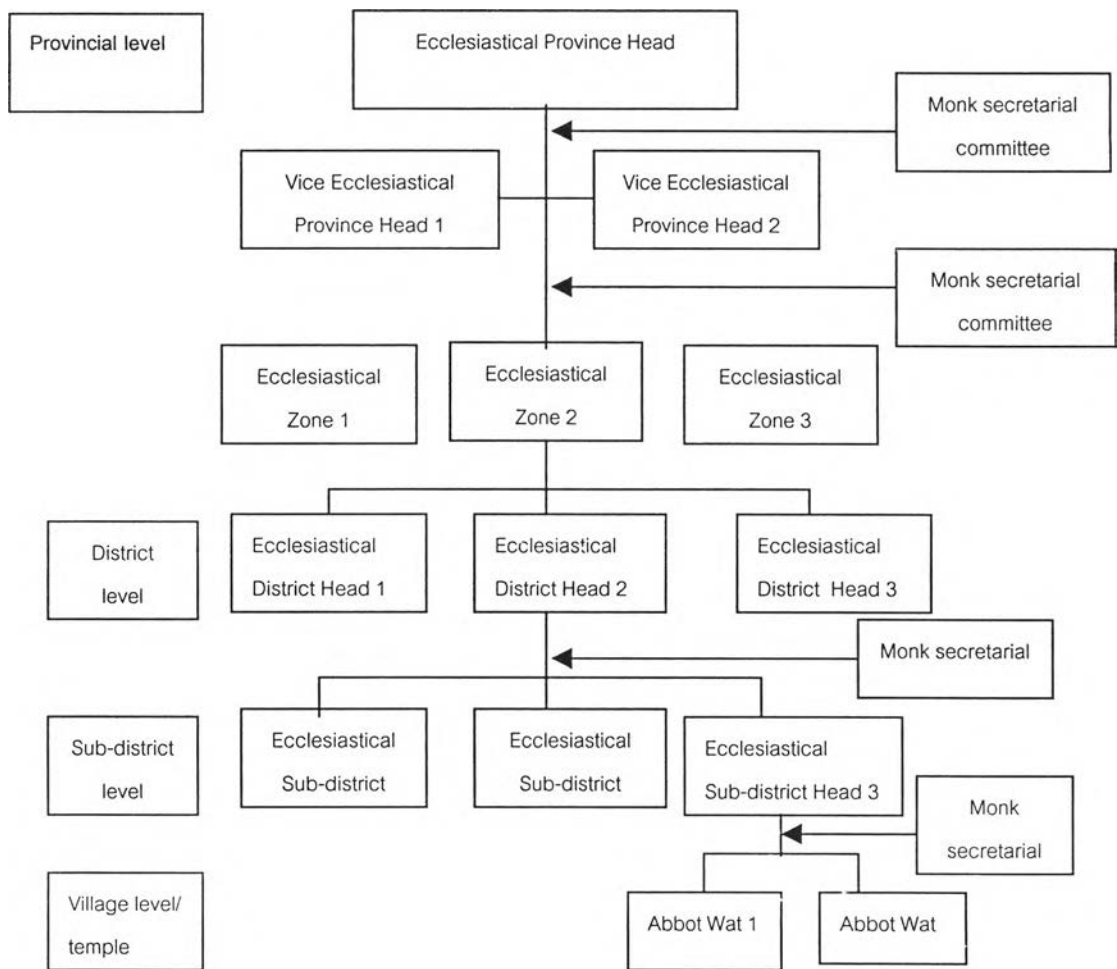 Provincial level
Ecclesiastical Province Head
Monk secretarial
committee
Vice Ecclesiastical
Province Head 1
Vice Ecclesiastical
Province Head 2
Monk secretarial
committee
Ecclesiastical
Zone 1
Ecclesiastical
Zone 2
Ecclesiastical
Zone 3
District
level
Ecclesiastical
District Head 1
Ecclesiastical
District Head 2
Ecclesiastical
District Head 3
Monk secretarial
Sub-district
level
Ecclesiastical
Sub-district
Ecclesiastical
Sub-district
Ecclesiastical
Sub-district Head 3
Monk
secretarial
Village level/
temple
Abbot Wat 1
Abbot Wat